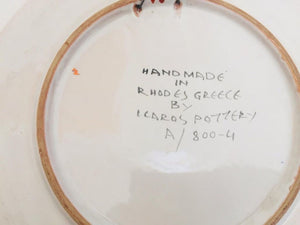 HANDMADE
IN
RHODES GREECE
BY
ICAROS POTTERY
A/ 800-4